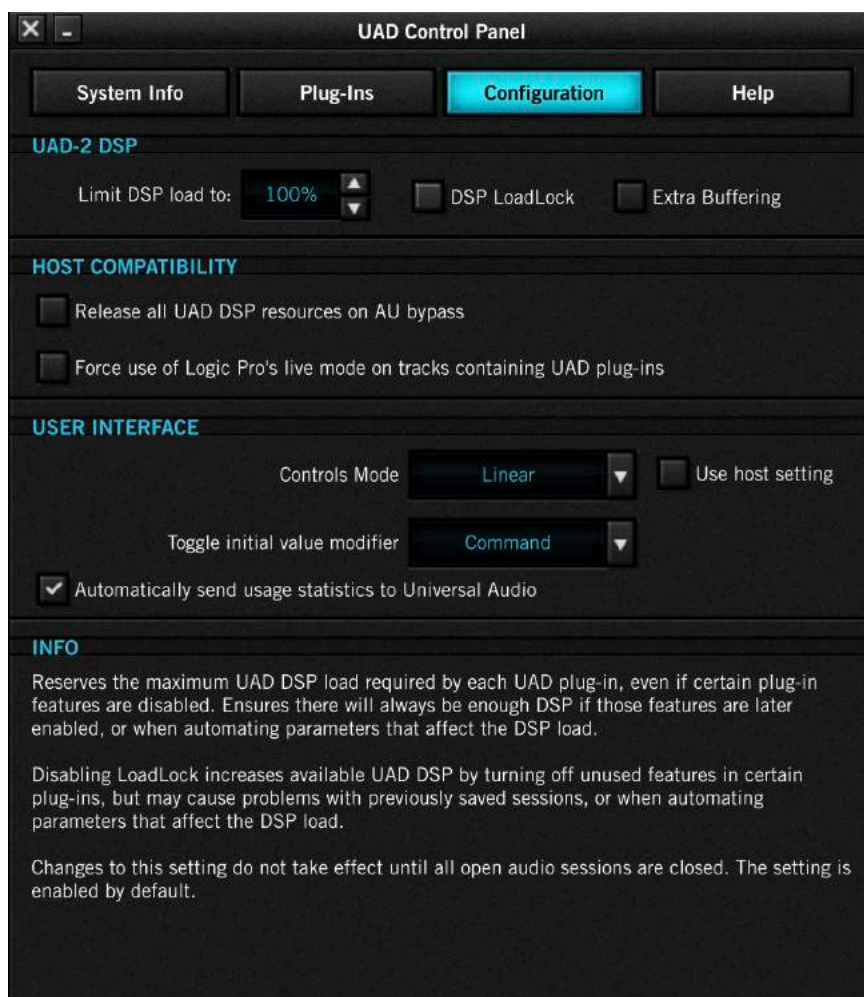 UAD Control Panel
System Info
Plug-Ins
Configuration
Help
UAD-2 DSP
Limit DSP load to:
100%
DSP LoadLock
Extra Buffering
HOST COMPATIBILITY
Release all UAD DSP resources on AU bypass
Force use of Logic Pro's live mode on tracks containing UAD plug-ins
USER INTERFACE
Controls Mode
Linear
Use host setting
Toggle initial value modifier
Command
Automatically send usage statistics to Universal Audio
INFO
Reserves the maximum UAD DSP load required by each UAD plug-in, even if certain plug-in
features are disabled. Ensures there will always be enough DSP if those features are later
enabled, or when automating parameters that affect the DSP load.
Disabling LoadLock increases available UAD DSP by turning off unused features in certain
plug-ins, but may cause problems with previously saved sessions, or when automating
parameters that affect the DSP load.
Changes to this setting do not take effect until all open audio sessions are closed. The setting is
enabled by default.